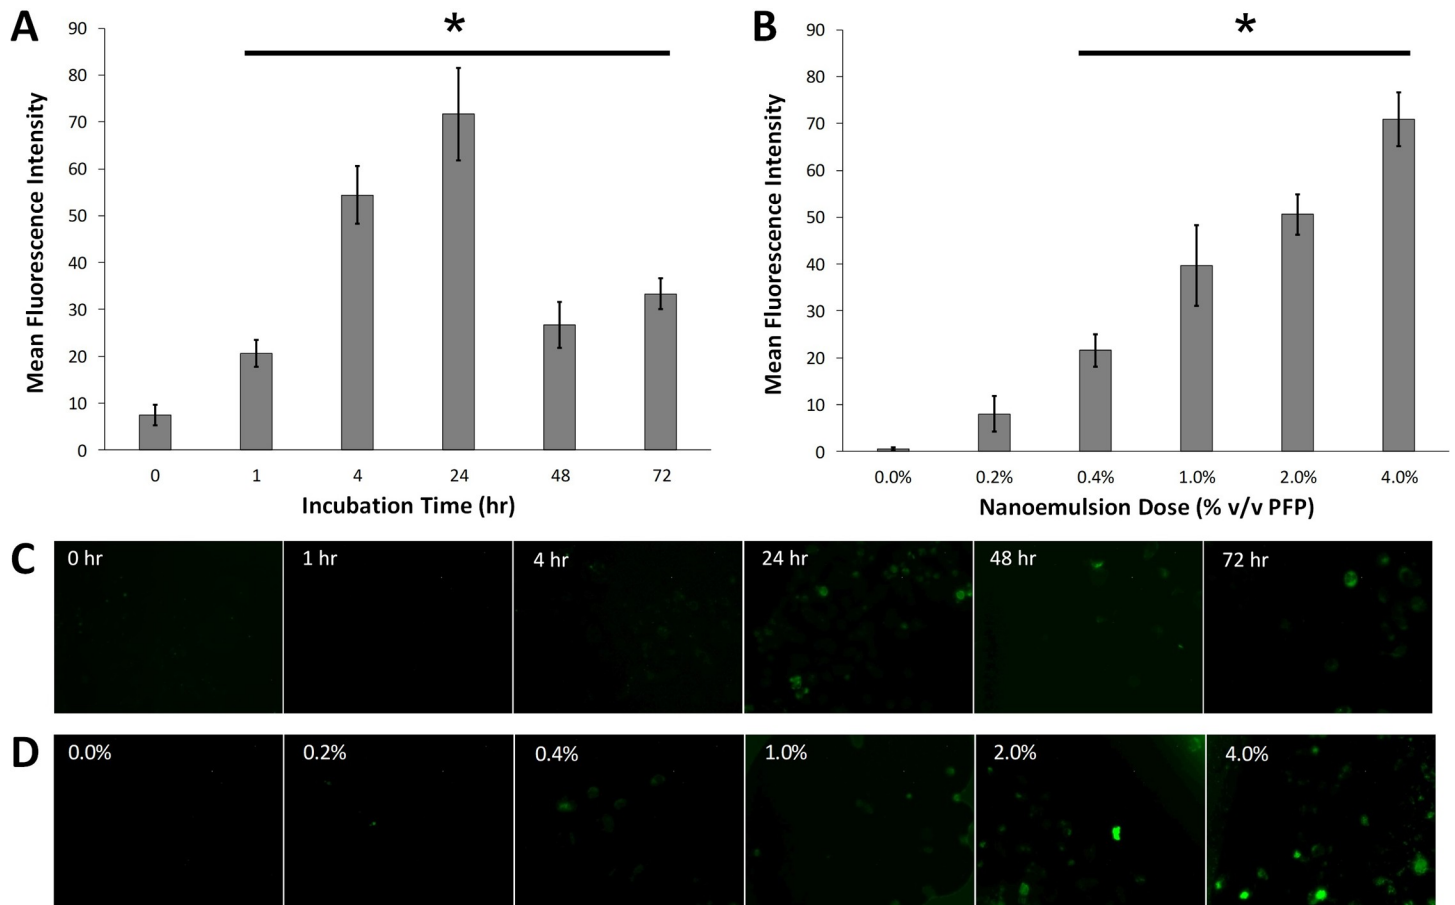 A
*
90
80
70
60
50
40
30
20
10
0
Mean Fluorescence Intensity
0 1 4 24 48 72
Incubation Time (hr)
B
*
90
80
70
60
50
40
30
20
10
0
Mean Fluorescence Intensity
0.0% 0.2% 0.4% 1.0% 2.0% 4.0%
Nanoemulsion Dose (% v/v PFP)
C
0 hr 1 hr 4 hr 24 hr 48 hr 72 hr
D
0.0% 0.2% 0.4% 1.0% 2.0% 4.0%